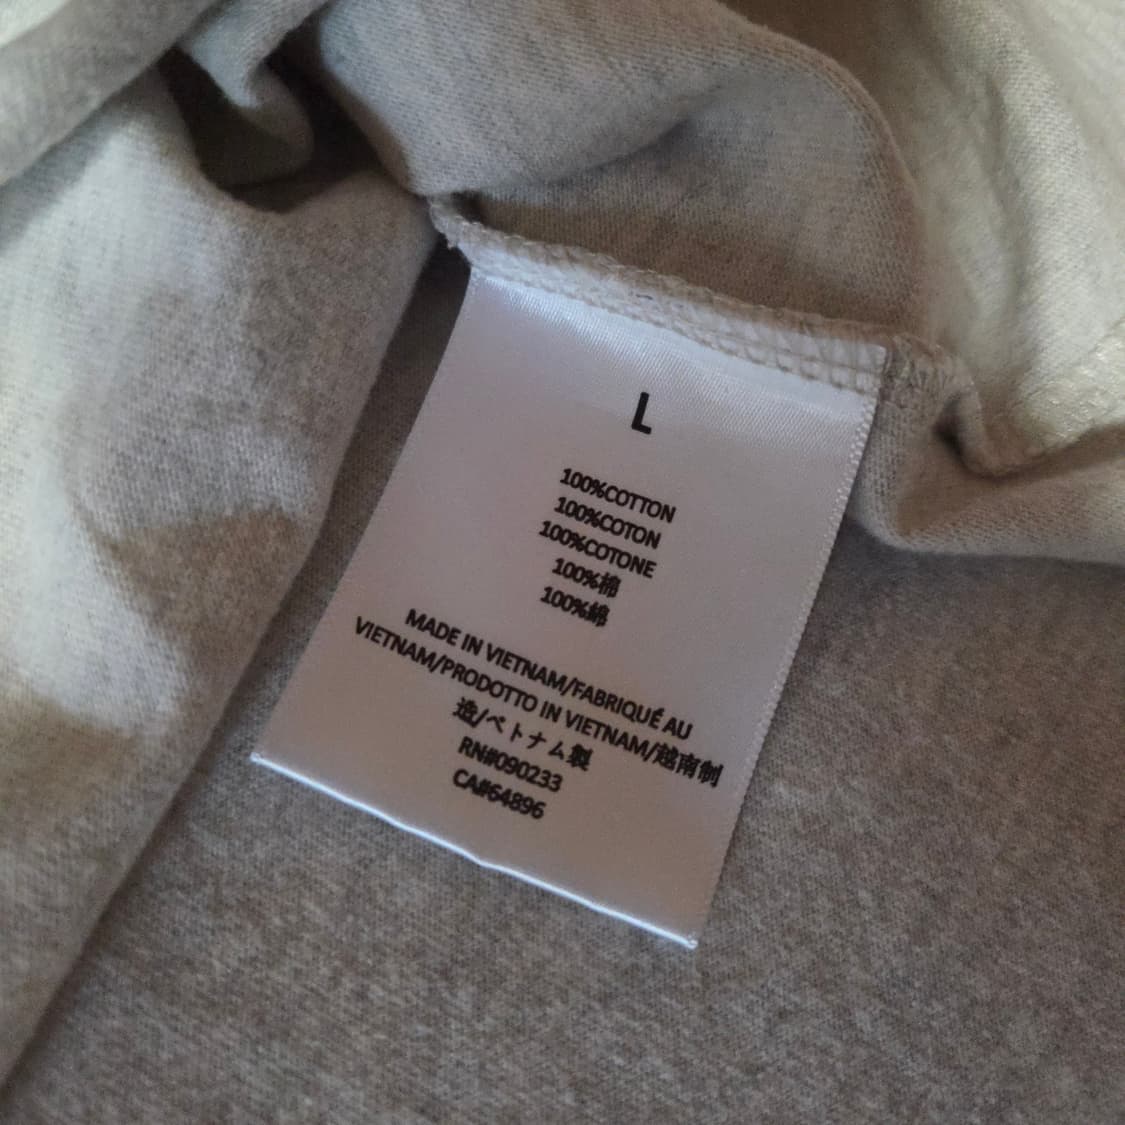 L
100%COTTON
100%COTON
100%COTONE
100%棉
100%綿
MADE IN VIETNAM/FABRIQUÉ AU
VIETNAM/PRODOTTO IN VIETNAM/越南制
造/ベトナム製
RN#090233
CA#64896